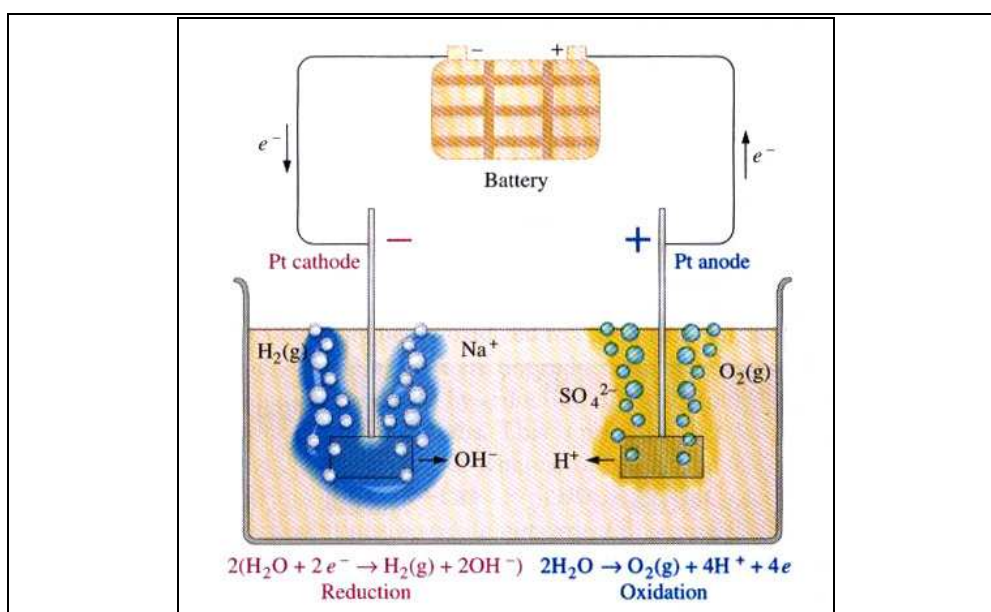 − +
e⁻ e⁻
Battery
− +
Pt cathode Pt anode
H₂(g) Na⁺ O₂(g)
SO₄²⁻
OH⁻ H⁺
2(H₂O + 2 e⁻ → H₂(g) + 2OH⁻) 2H₂O → O₂(g) + 4H⁺ + 4e
Reduction Oxidation